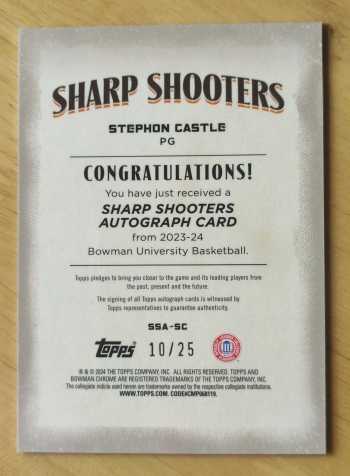 SHARP SHOOTERS
STEPHON CASTLE
PG
CONGRATULATIONS!
You have just received a
SHARP SHOOTERS
AUTOGRAPH CARD
from 2023-24
Bowman University Basketball.
Topps pledges to bring you closer to the game and its leading players from
the past, present and the future.
The signing of all Topps autograph cards is witnessed by
Topps representatives to guarantee authenticity.
SSA-SC
Topps 10/25
® & © 2024 THE TOPPS COMPANY, INC. ALL RIGHTS RESERVED. TOPPS AND
BOWMAN CHROME ARE REGISTERED TRADEMARKS OF THE TOPPS COMPANY, INC.
The collegiate indicia used herein are trademarks owned by the respective collegiate institutions.
WWW.TOPPS.COM. CODE#CMP068119.